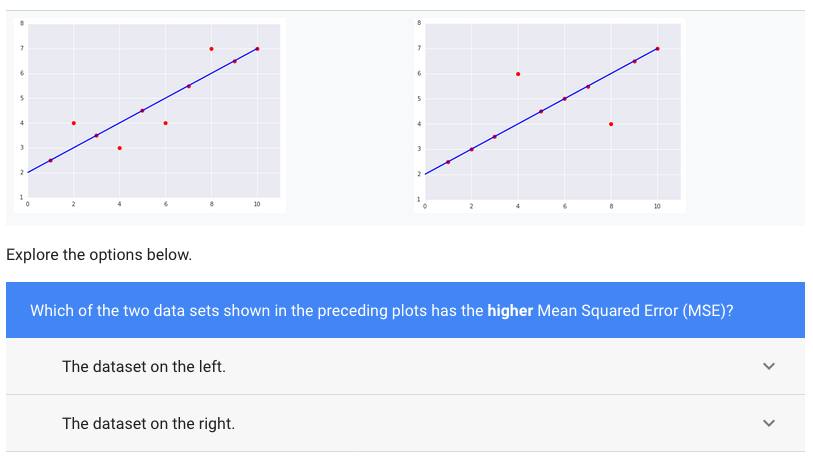 8
7
6
5
4
3
2
1
0 2 4 6 8 10
8
7
6
5
4
3
2
1
0 2 4 6 8 10
Explore the options below.
Which of the two data sets shown in the preceding plots has the higher Mean Squared Error (MSE)?
The dataset on the left.
The dataset on the right.